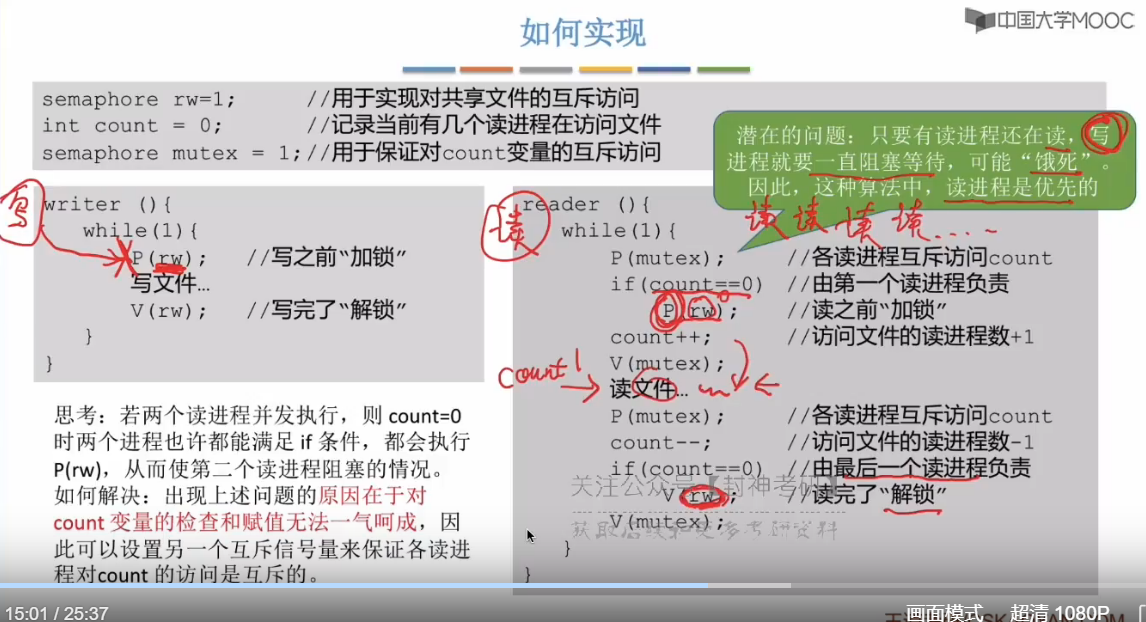 中国大学MOOC
如何实现
semaphore rw=1; //用于实现对共享文件的互斥访问
int count = 0; //记录当前有几个读进程在访问文件
semaphore mutex = 1;//用于保证对count变量的互斥访问
潜在的问题：只要有读进程还在读，写
进程就要一直阻塞等待，可能“饿死”。
因此，这种算法中，读进程是优先的
写
writer (){
while(1){
P(rw); //写之前“加锁”
写文件…
V(rw); //写完了“解锁”
}
}
读
读 读 读 读 ....
reader (){
while(1){
P(mutex); //各读进程互斥访问count
if(count==0) //由第一个读进程负责
P(rw); //读之前“加锁”
count++; //访问文件的读进程数+1
V(mutex);
count 1
读文件…
P(mutex); //各读进程互斥访问count
count--; //访问文件的读进程数-1
if(count==0) //由最后一个读进程负责
V(rw); //读完了“解锁”
V(mutex);
}
}
关注公众号【封神考研】
思考：若两个读进程并发执行，则 count=0
时两个进程也许都能满足 if 条件，都会执行
P(rw)，从而使第二个读进程阻塞的情况。
如何解决：出现上述问题的原因在于对
count 变量的检查和赋值无法一气呵成，因
此可以设置另一个互斥信号量来保证各读进
程对count 的访问是互斥的。
15:01 / 25:37
画面模式 超清 1080P